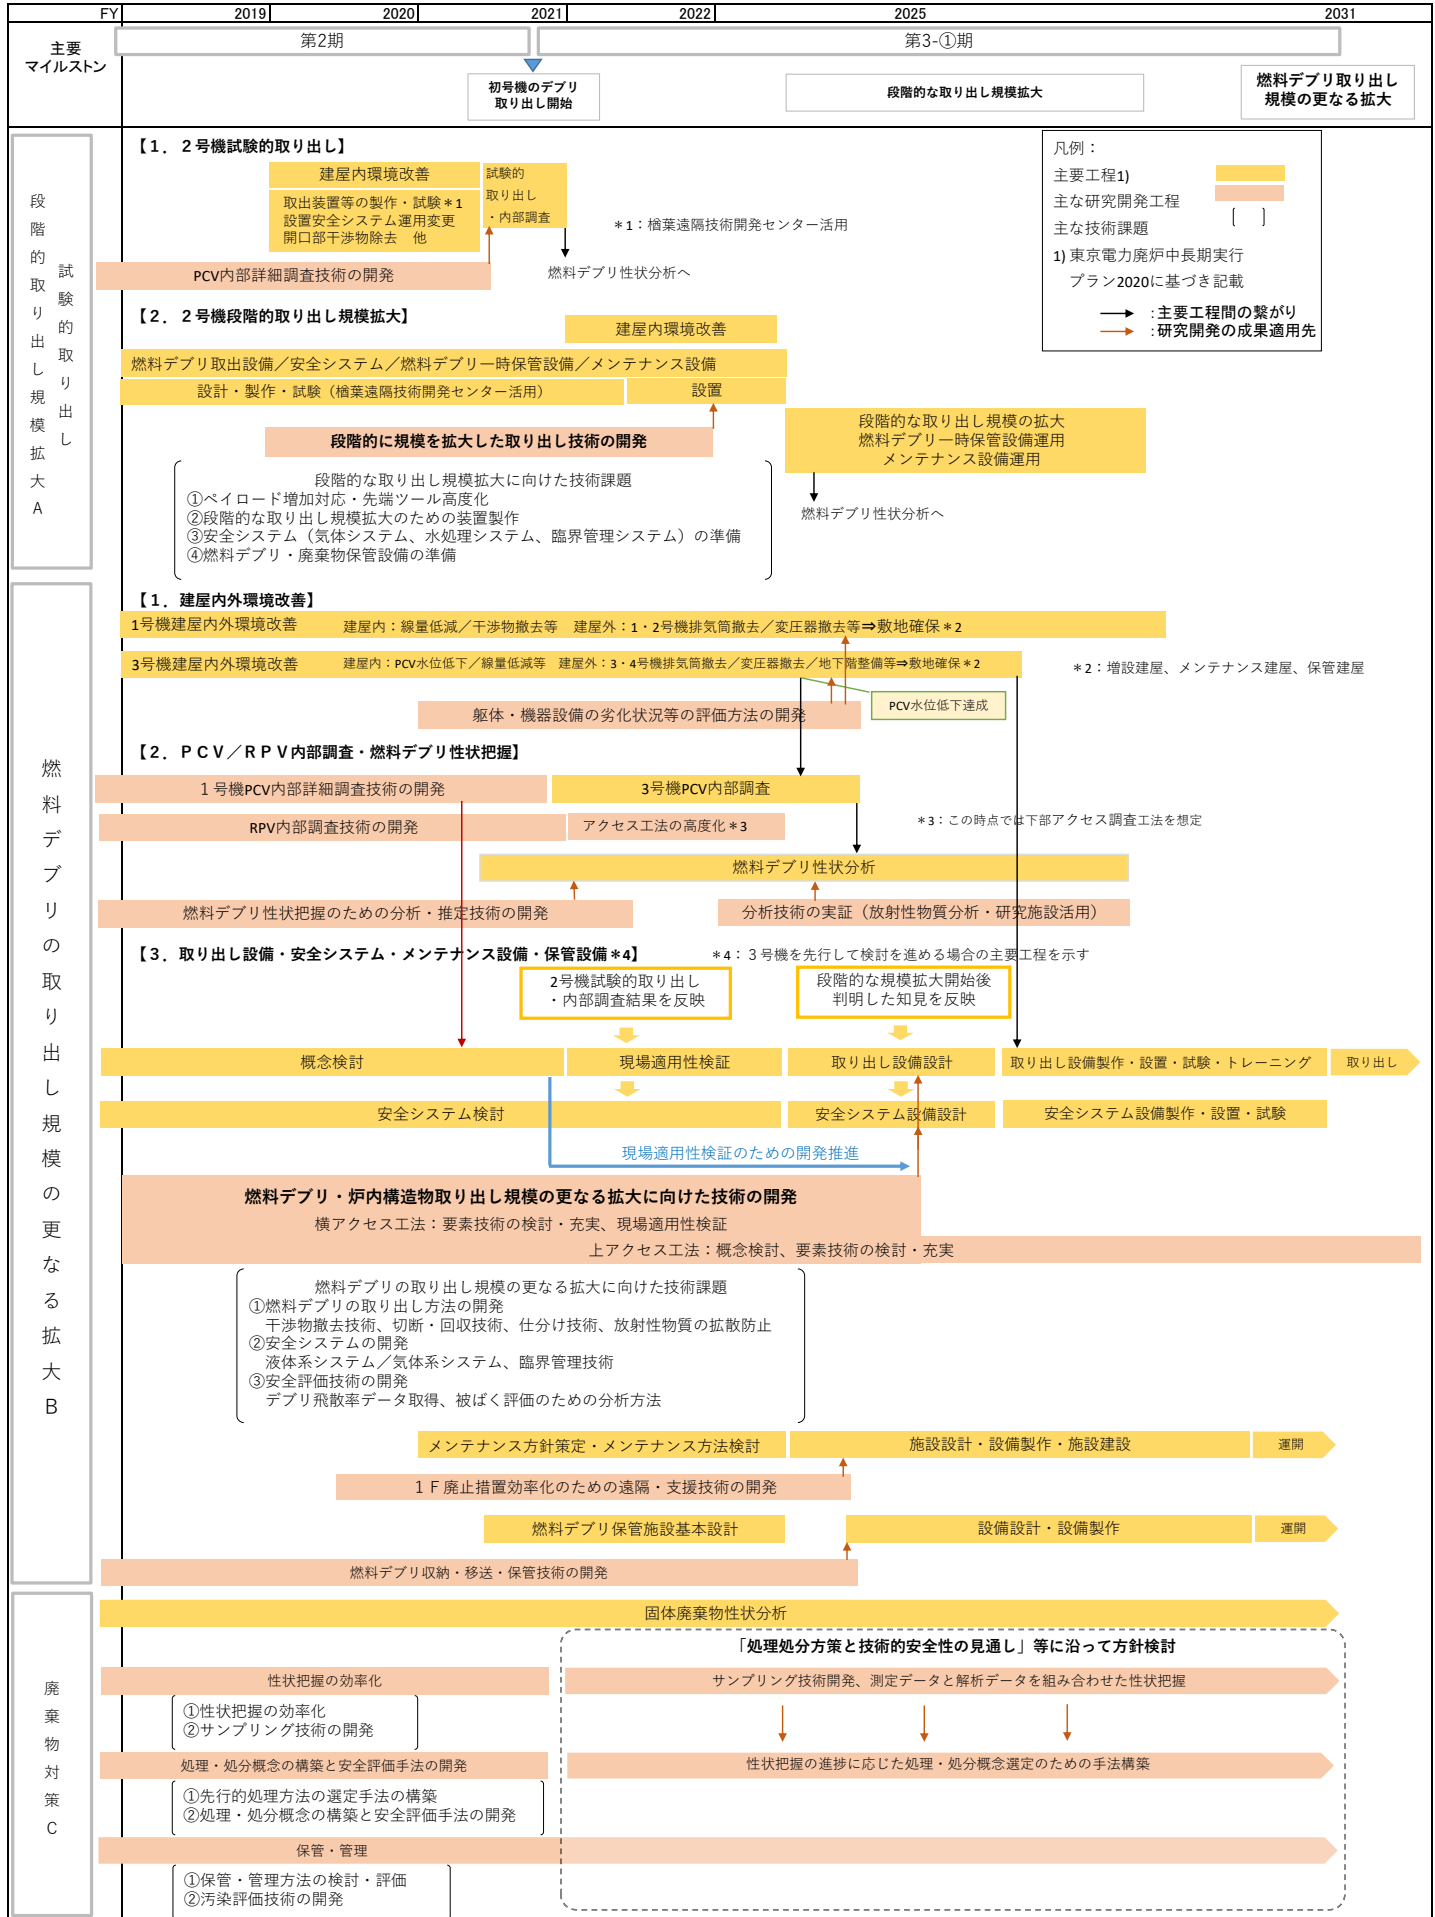 FY 2019 2020 2021 2022 2025 2031
主要
マイルストン
第2期
第3-①期
初号機のデブリ
取り出し開始
段階的な取り出し規模拡大
燃料デブリ取り出し
規模の更なる拡大
段階的取り出し規模拡大A
試験的取り出し
【１．２号機試験的取り出し】
建屋内環境改善
取出装置等の製作・試験＊1
設置安全システム運用変更
開口部干渉物除去　他
試験的
取り出し
・内部調査
＊1：楢葉遠隔技術開発センター活用
PCV内部詳細調査技術の開発
燃料デブリ性状分析へ
凡例：
主要工程1)
主な研究開発工程
主な技術課題
1) 東京電力廃炉中長期実行
プラン2020に基づき記載
：主要工程間の繋がり
：研究開発の成果適用先
【２．２号機段階的取り出し規模拡大】
建屋内環境改善
燃料デブリ取出設備／安全システム／燃料デブリ一時保管設備／メンテナンス設備
設計・製作・試験（楢葉遠隔技術開発センター活用）
設置
段階的に規模を拡大した取り出し技術の開発
段階的な取り出し規模の拡大
燃料デブリ一時保管設備運用
メンテナンス設備運用
段階的な取り出し規模拡大に向けた技術課題
①ペイロード増加対応・先端ツール高度化
②段階的な取り出し規模拡大のための装置製作
③安全システム（気体システム、水処理システム、臨界管理システム）の準備
④燃料デブリ・廃棄物保管設備の準備
燃料デブリ性状分析へ
燃料デブリの取り出し規模の更なる拡大B
【１．建屋内外環境改善】
1号機建屋内外環境改善　建屋内：線量低減／干渉物撤去等　建屋外：1・2号機排気筒撤去／変圧器撤去等⇒敷地確保＊2
3号機建屋内外環境改善　建屋内：PCV水位低下／線量低減等　建屋外：3・4号機排気筒撤去／変圧器撤去／地下階整備等⇒敷地確保＊2
＊2：増設建屋、メンテナンス建屋、保管建屋
躯体・機器設備の劣化状況等の評価方法の開発
PCV水位低下達成
【２．ＰＣＶ／ＲＰＶ内部調査・燃料デブリ性状把握】
１号機PCV内部詳細調査技術の開発
3号機PCV内部調査
RPV内部調査技術の開発
アクセス工法の高度化＊3
＊3：この時点では下部アクセス調査工法を想定
燃料デブリ性状分析
燃料デブリ性状把握のための分析・推定技術の開発
分析技術の実証（放射性物質分析・研究施設活用）
【３．取り出し設備・安全システム・メンテナンス設備・保管設備＊4】
＊4：３号機を先行して検討を進める場合の主要工程を示す
2号機試験的取り出し
・内部調査結果を反映
段階的な規模拡大開始後
判明した知見を反映
概念検討
現場適用性検証
取り出し設備設計
取り出し設備製作・設置・試験・トレーニング
取り出し
安全システム検討
安全システム設備設計
安全システム設備製作・設置・試験
現場適用性検証のための開発推進
燃料デブリ・炉内構造物取り出し規模の更なる拡大に向けた技術の開発
横アクセス工法：要素技術の検討・充実、現場適用性検証
上アクセス工法：概念検討、要素技術の検討・充実
燃料デブリの取り出し規模の更なる拡大に向けた技術課題
①燃料デブリの取り出し方法の開発
干渉物撤去技術、切断・回収技術、仕分け技術、放射性物質の拡散防止
②安全システムの開発
液体系システム／気体系システム、臨界管理技術
③安全評価技術の開発
デブリ飛散率データ取得、被ばく評価のための分析方法
メンテナンス方針策定・メンテナンス方法検討
施設設計・設備製作・施設建設
運開
１Ｆ廃止措置効率化のための遠隔・支援技術の開発
燃料デブリ保管施設基本設計
設備設計・設備製作
運開
燃料デブリ収納・移送・保管技術の開発
廃棄物対策C
固体廃棄物性状分析
「処理処分方策と技術的安全性の見通し」等に沿って方針検討
性状把握の効率化
サンプリング技術開発、測定データと解析データを組み合わせた性状把握
①性状把握の効率化
②サンプリング技術の開発
処理・処分概念の構築と安全評価手法の開発
性状把握の進捗に応じた処理・処分概念選定のための手法構築
①先行的処理方法の選定手法の構築
②処理・処分概念の構築と安全評価手法の開発
保管・管理
①保管・管理方法の検討・評価
②汚染評価技術の開発